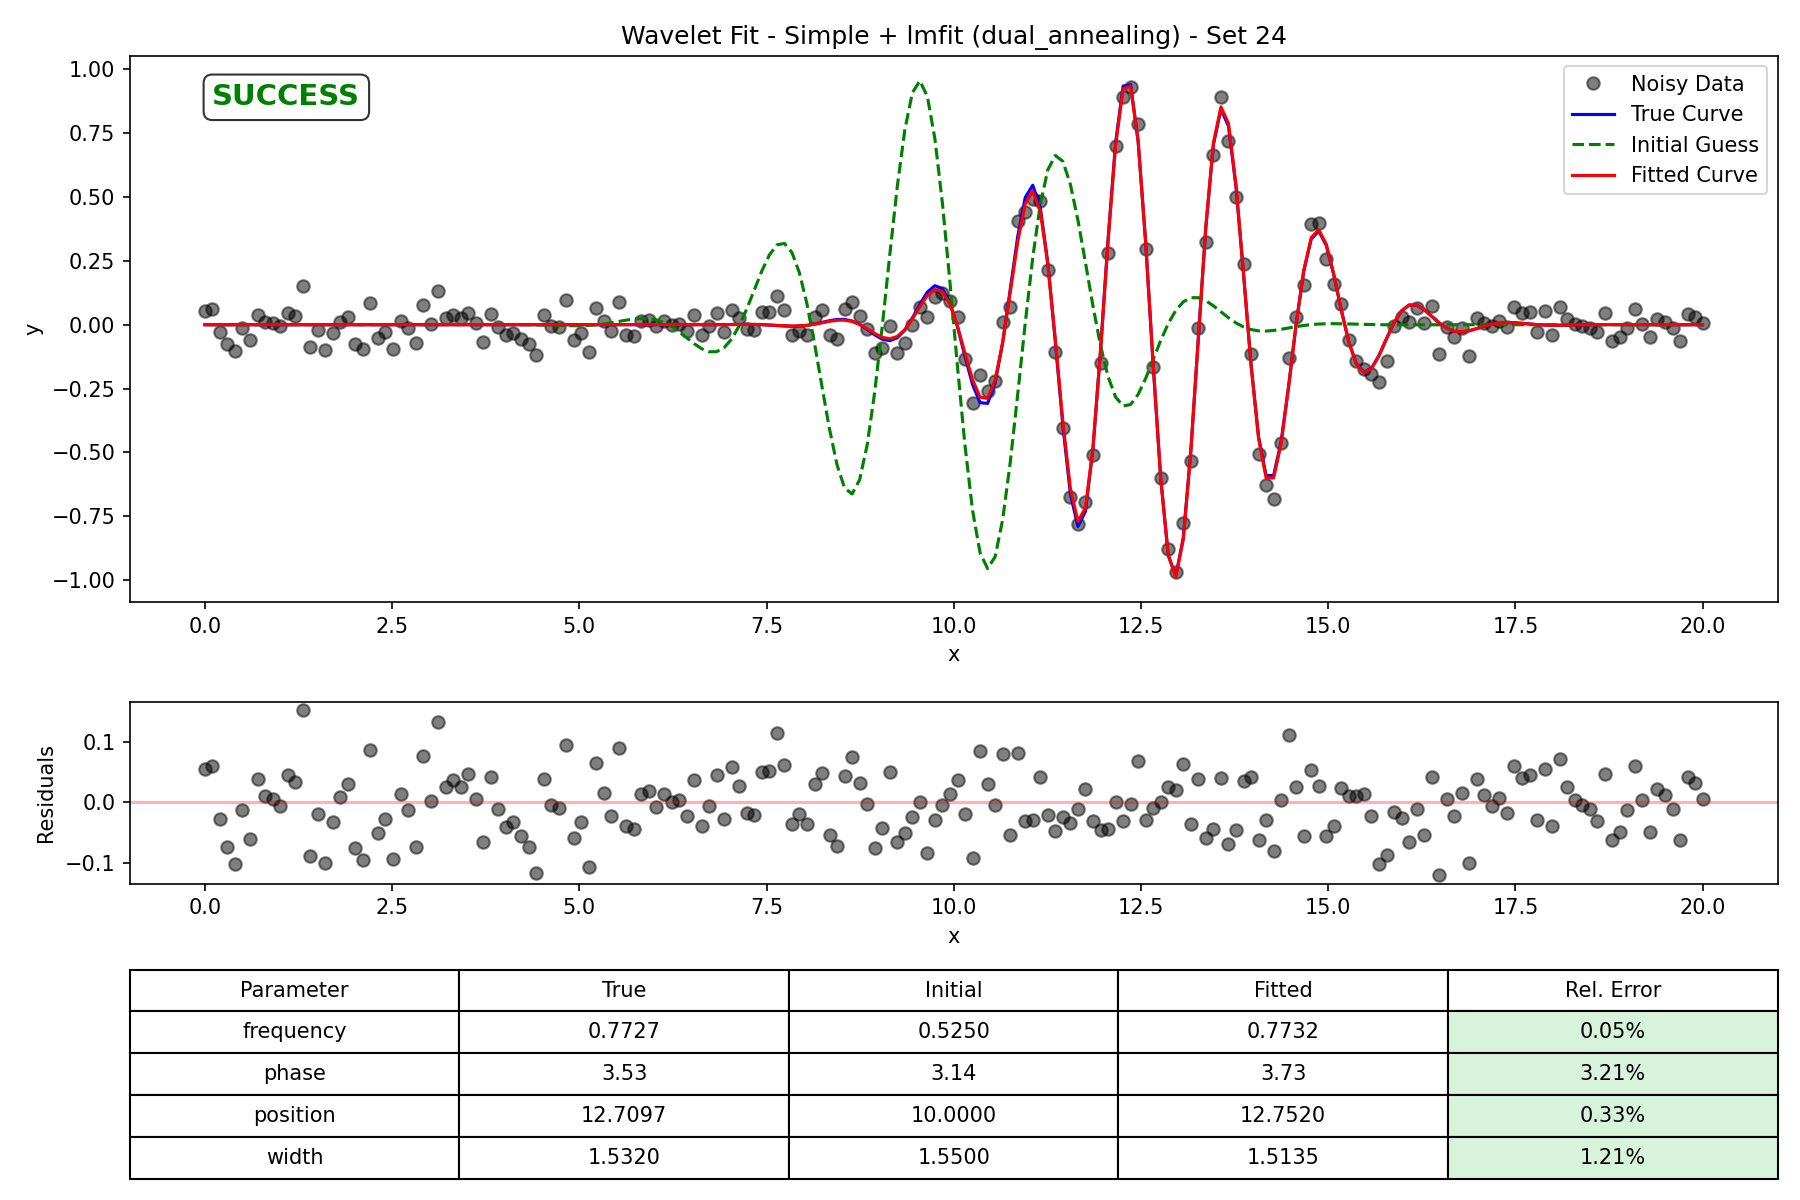 Wavelet Fit - Simple + lmfit (dual_annealing) - Set 24
SUCCESS
Noisy Data
True Curve
Initial Guess
Fitted Curve
1.00
0.75
0.50
0.25
0.00
−0.25
−0.50
−0.75
−1.00
y
0.0 2.5 5.0 7.5 10.0 12.5 15.0 17.5 20.0
x
0.1
0.0
−0.1
Residuals
0.0 2.5 5.0 7.5 10.0 12.5 15.0 17.5 20.0
x
Parameter True Initial Fitted Rel. Error
frequency 0.7727 0.5250 0.7732 0.05%
phase 3.53 3.14 3.73 3.21%
position 12.7097 10.0000 12.7520 0.33%
width 1.5320 1.5500 1.5135 1.21%